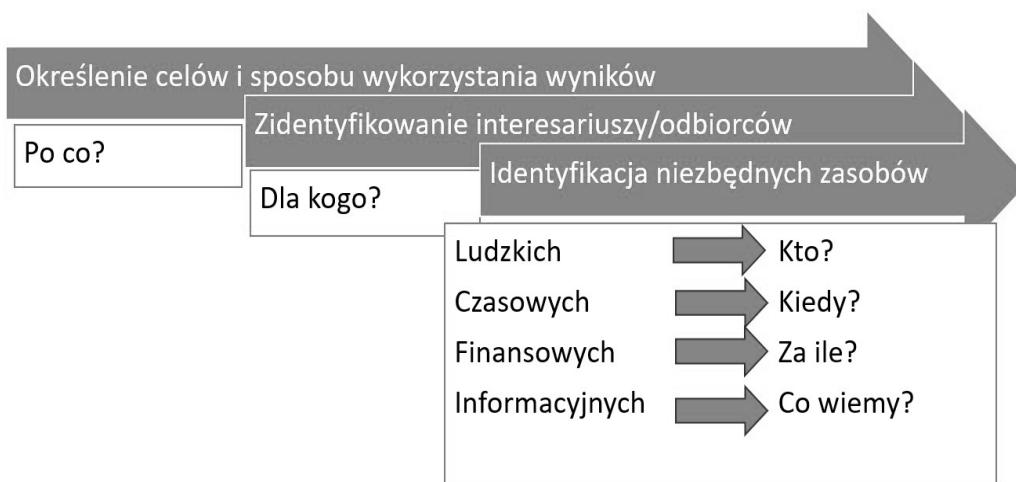 Określenie celów i sposobu wykorzystania wyników
Po co?
Zidentyfikowanie interesariuszy/odbiorców
Dla kogo?
Identyfikacja niezbędnych zasobów
Ludzkich Kto?
Czasowych Kiedy?
Finansowych Za ile?
Informacyjnych Co wiemy?